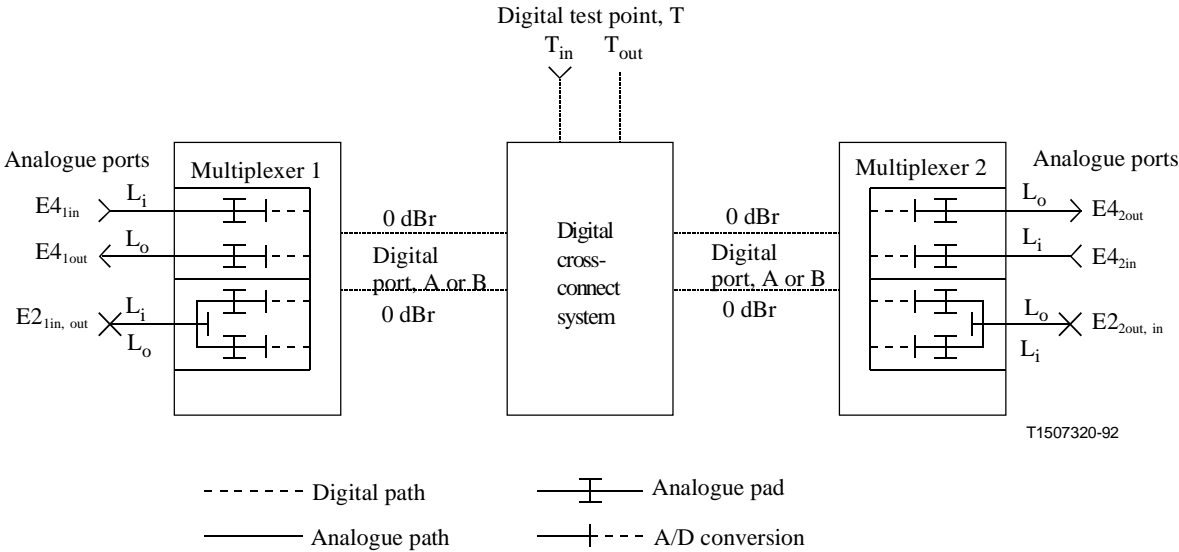 Digital test point, T
T_in T_out
Analogue ports
Multiplexer 1
E4_1in
L_i
E4_1out
L_o
E2_1in, out
L_i
L_o
0 dBr
Digital
port, A or B
0 dBr
Digital
cross-
connect
system
0 dBr
Digital
port, A or B
0 dBr
Multiplexer 2
Analogue ports
L_o
E4_2out
L_i
E4_2in
L_o
E2_2out, in
L_i
T1507320-92
Digital path
Analogue pad
Analogue path
A/D conversion